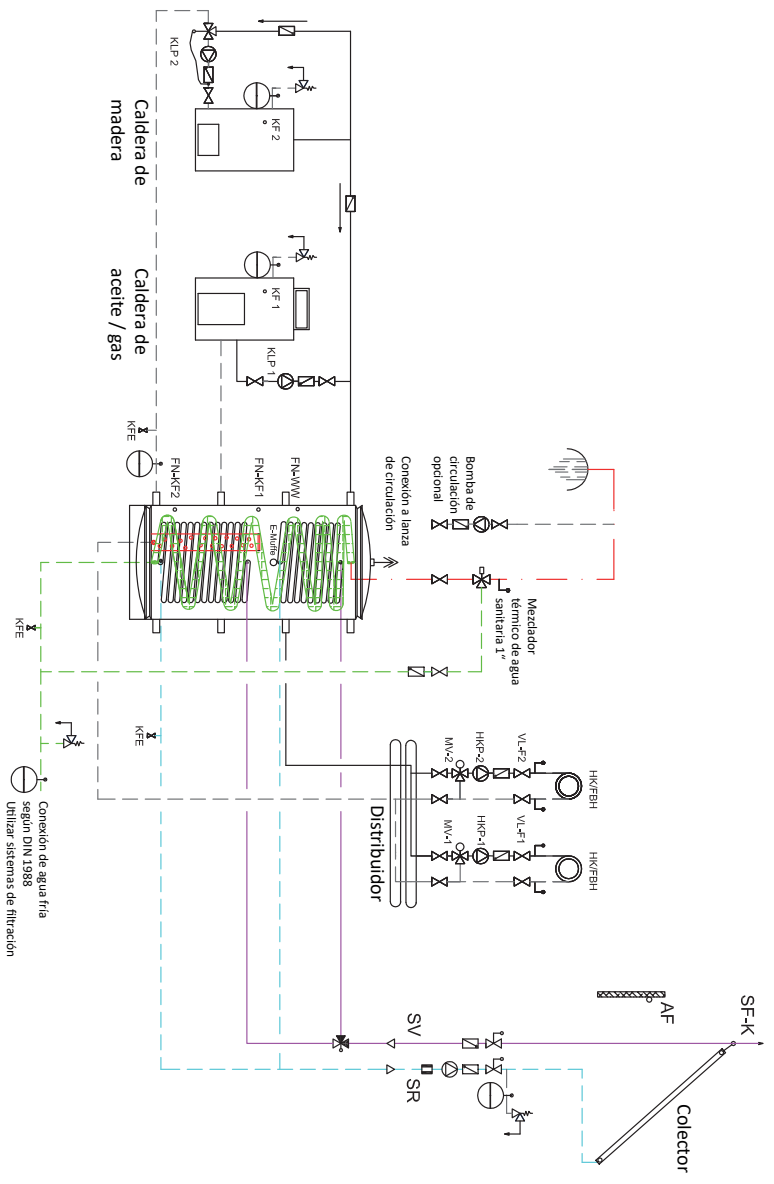 KLP 2
KF 2
Caldera de
madera
KF 1
Caldera de
aceite / gas
KLP 1
KFE
FN-KF2
FN-KF1
FN-WW
E-Muffe
Conexión a lanza
de circulación
Bomba de
circulación
opcional
Mezclador
térmico de agua
sanitaria 1“
KFE
KFE
Conexión de agua fría
según DIN 1988
Utilizar sistemas de filtración
HK/FBH
VL-F2
HKP-2
MV-2
HK/FBH
VL-F1
HKP-1
MV-1
Distribuidor
AF
SF-K
SV
SR
Colector